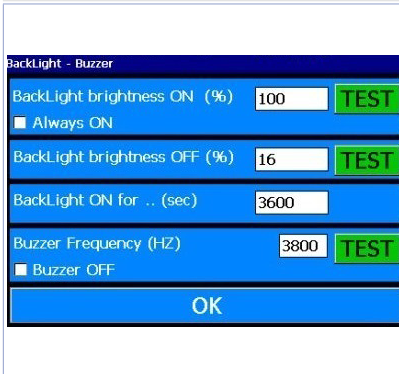 BackLight - Buzzer
BackLight brightness ON (%) 100 TEST
Always ON
BackLight brightness OFF (%) 16 TEST
BackLight ON for .. (sec) 3600
Buzzer Frequency (HZ) 3800 TEST
Buzzer OFF
OK